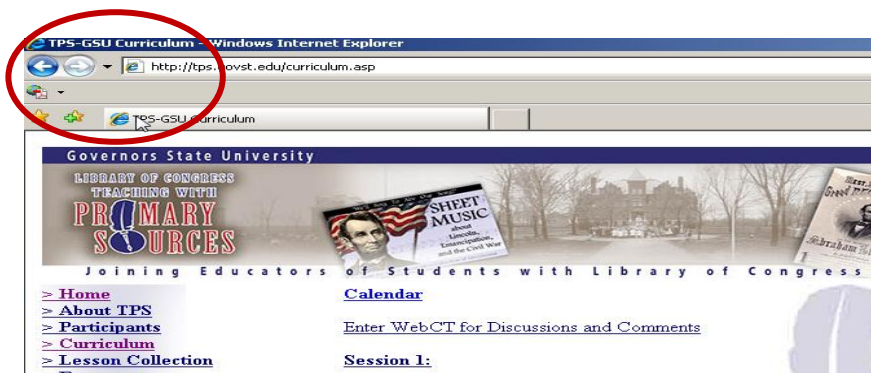 TPS-GSU Curriculum - Windows Internet Explorer
http://tps.govst.edu/curriculum.asp
TPS-GSU Curriculum
Governors State University
LIBRARY OF CONGRESS
TEACHING WITH
PRIMARY
SOURCES
SHEET
MUSIC
about
Lincoln,
Emancipation,
and the Civil War
Joining Educators of Students with Library of Congress
> Home
> About TPS
> Participants
> Curriculum
> Lesson Collection
Calendar
Enter WebCT for Discussions and Comments
Session 1: